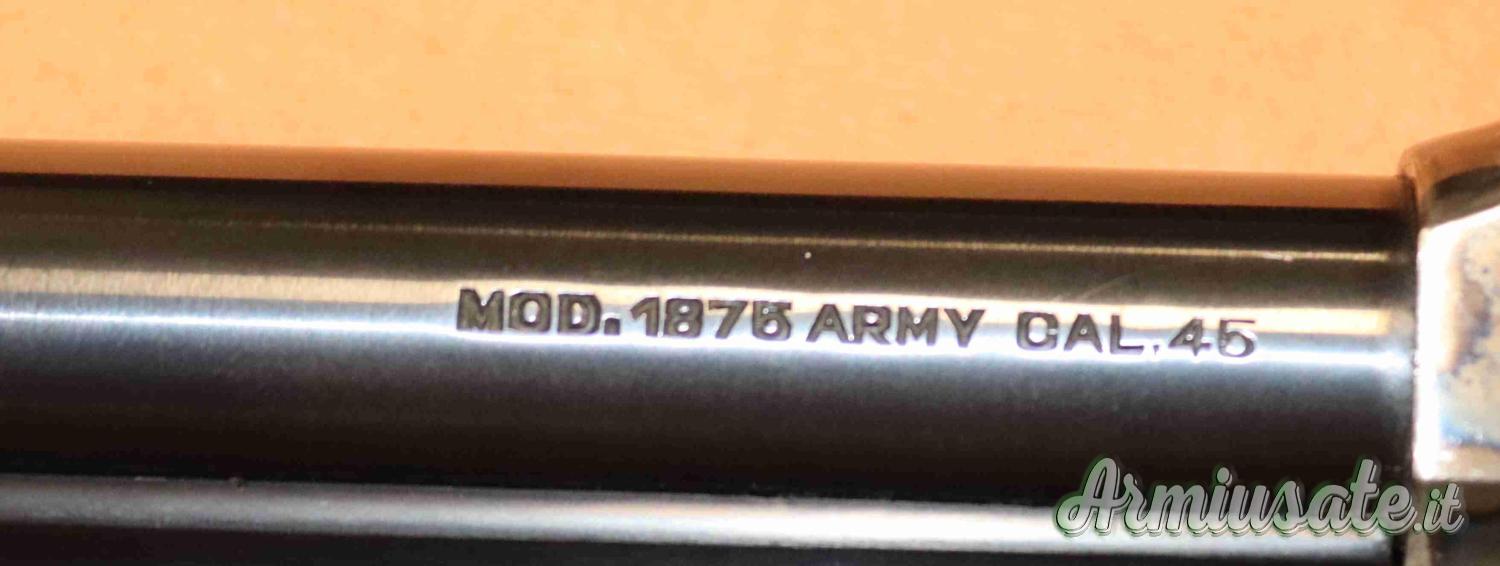 MOD. 1875 ARMY CAL. 45
Armiusate.it